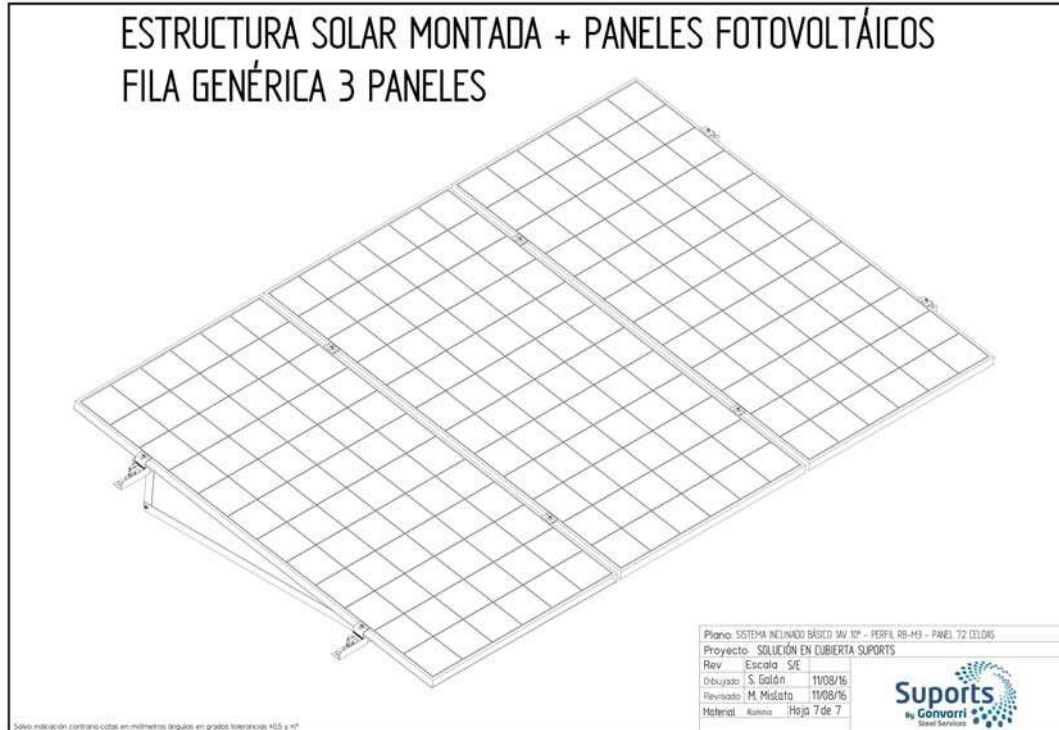 ESTRUCTURA SOLAR MONTADA + PANELES FOTOVOLTÁICOS
FILA GENÉRICA 3 PANELES
Plano: SISTEMA INCLINADO BÁSICO 1AV 10° - PERFIL RB-M3 - PANEL 72 CELDAS
Proyecto: SOLUCIÓN EN CUBIERTA SUPORTS
Rev Escala S/E
Dibujado S. Galán 11/08/16
Revisado M. Mislata 11/08/16
Material Hoja 7 de 7
Suports
By Gonvarri
Steel Services
Salvo indicación contraria cotas en milímetros ángulos en grados tolerancias